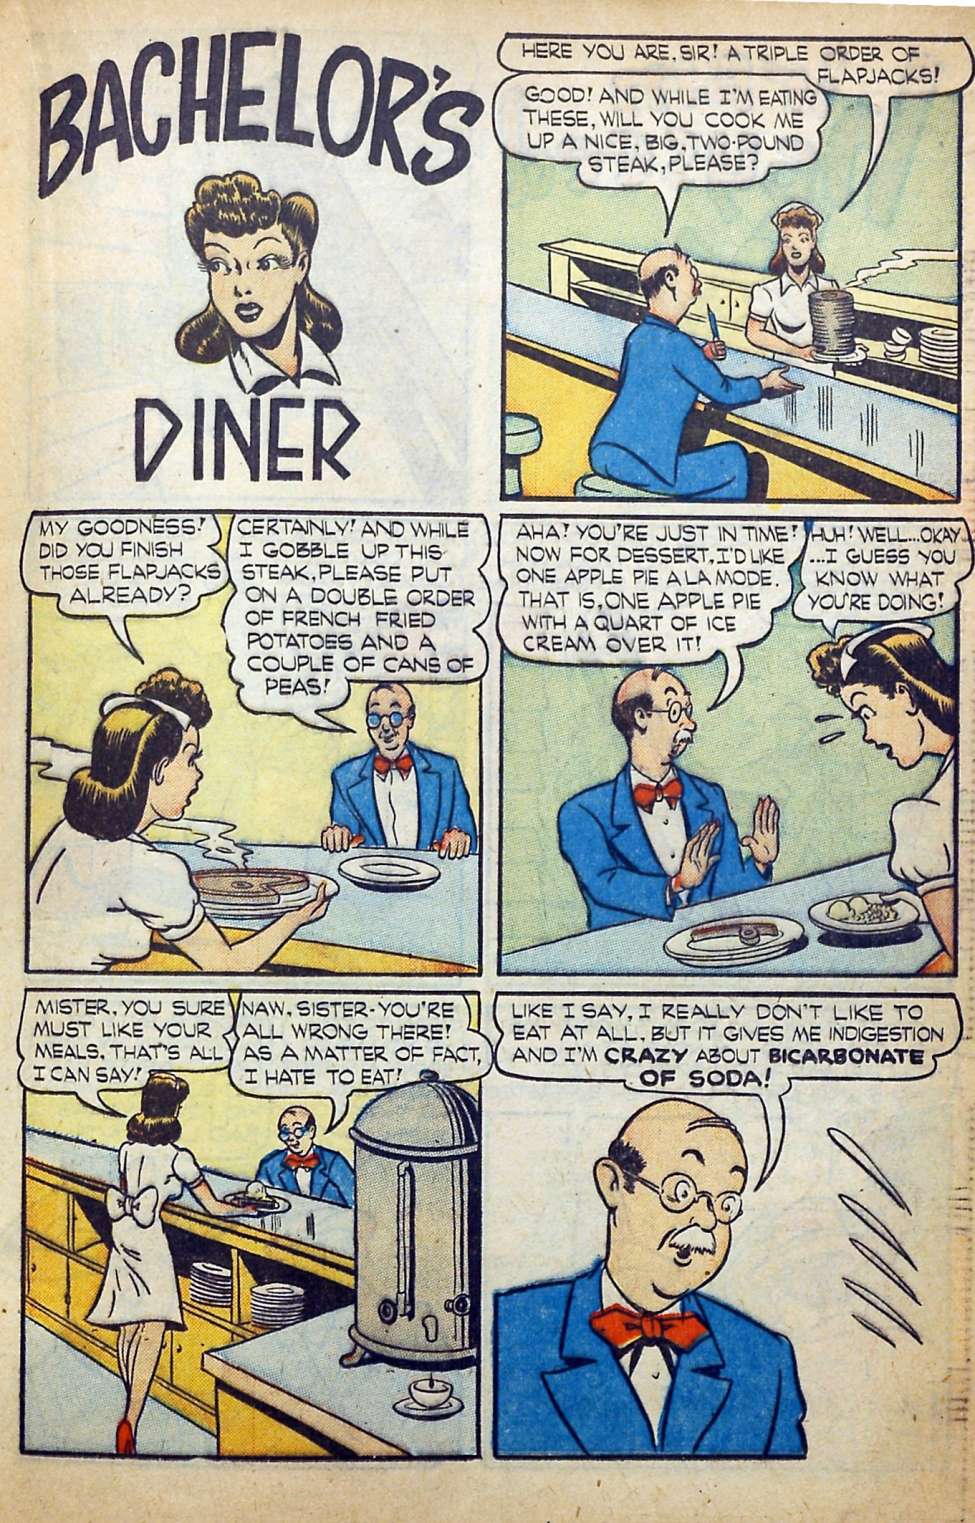 BACHELOR'S
DINER
HERE YOU ARE, SIR! A TRIPLE ORDER OF
FLAPJACKS!
GOOD! AND WHILE I'M EATING
THESE, WILL YOU COOK ME
UP A NICE, BIG, TWO-POUND
STEAK, PLEASE?
MY GOODNESS!
DID YOU FINISH
THOSE FLAPJACKS
ALREADY?
CERTAINLY! AND WHILE
I GOBBLE UP THIS
STEAK, PLEASE PUT
ON A DOUBLE ORDER
OF FRENCH FRIED
POTATOES AND A
COUPLE OF CANS OF
PEAS!
AHA! YOU'RE JUST IN TIME!
NOW FOR DESSERT, I'D LIKE
ONE APPLE PIE A LA MODE.
THAT IS, ONE APPLE PIE
WITH A QUART OF ICE
CREAM OVER IT!
HUH! WELL...OKAY
...I GUESS YOU
KNOW WHAT
YOU'RE DOING!
MISTER, YOU SURE
MUST LIKE YOUR
MEALS, THAT'S ALL
I CAN SAY!
NAW, SISTER-YOU'RE
ALL WRONG THERE!
AS A MATTER OF FACT,
I HATE TO EAT!
LIKE I SAY, I REALLY DON'T LIKE TO
EAT AT ALL, BUT IT GIVES ME INDIGESTION
AND I'M CRAZY ABOUT BICARBONATE
OF SODA!